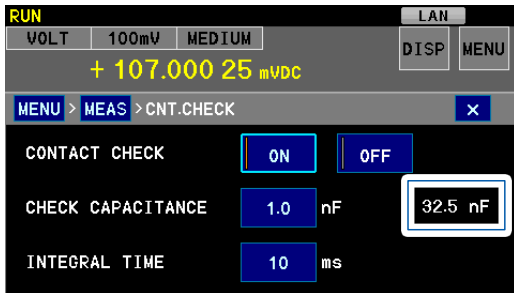 RUN LAN
VOLT 100mV MEDIUM DISP MENU
+ 107.000 25 mVDC
MENU > MEAS > CNT.CHECK ×
CONTACT CHECK ON OFF
CHECK CAPACITANCE 1.0 nF 32.5 nF
INTEGRAL TIME 10 ms